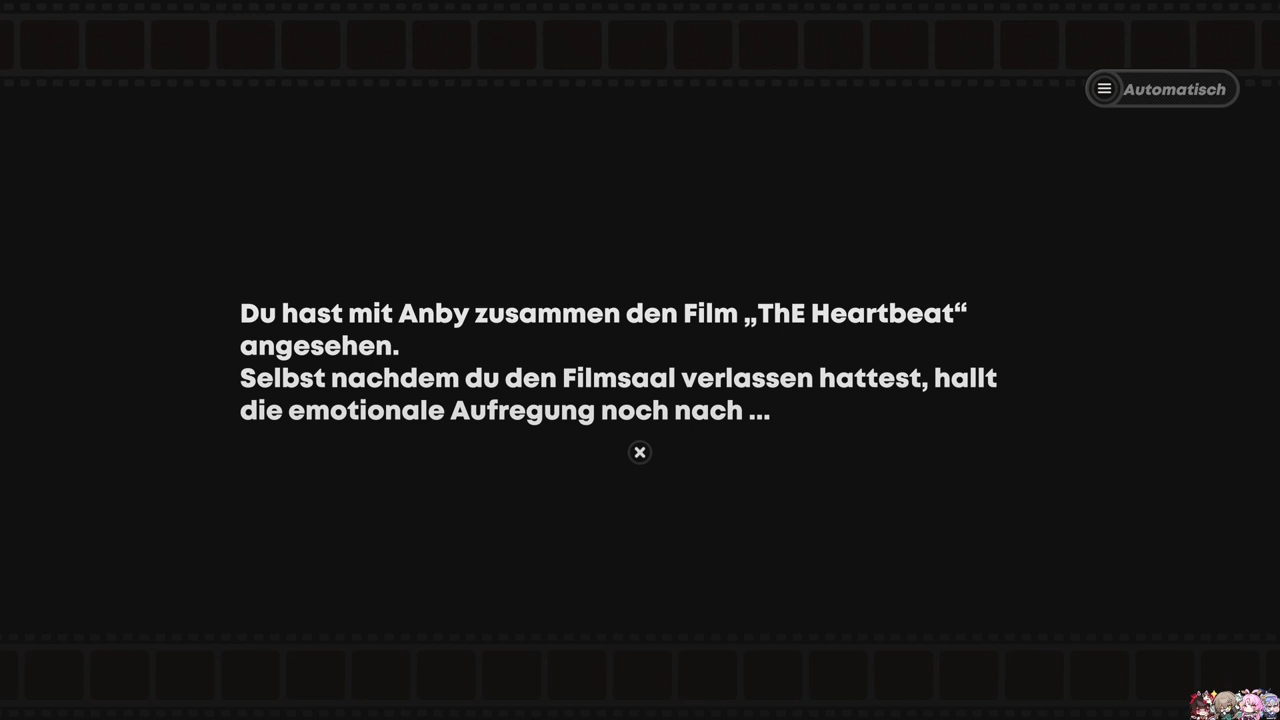 Automatisch
Du hast mit Anby zusammen den Film „ThE Heartbeat“
angesehen.
Selbst nachdem du den Filmsaal verlassen hattest, hallt
die emotionale Aufregung noch nach ...